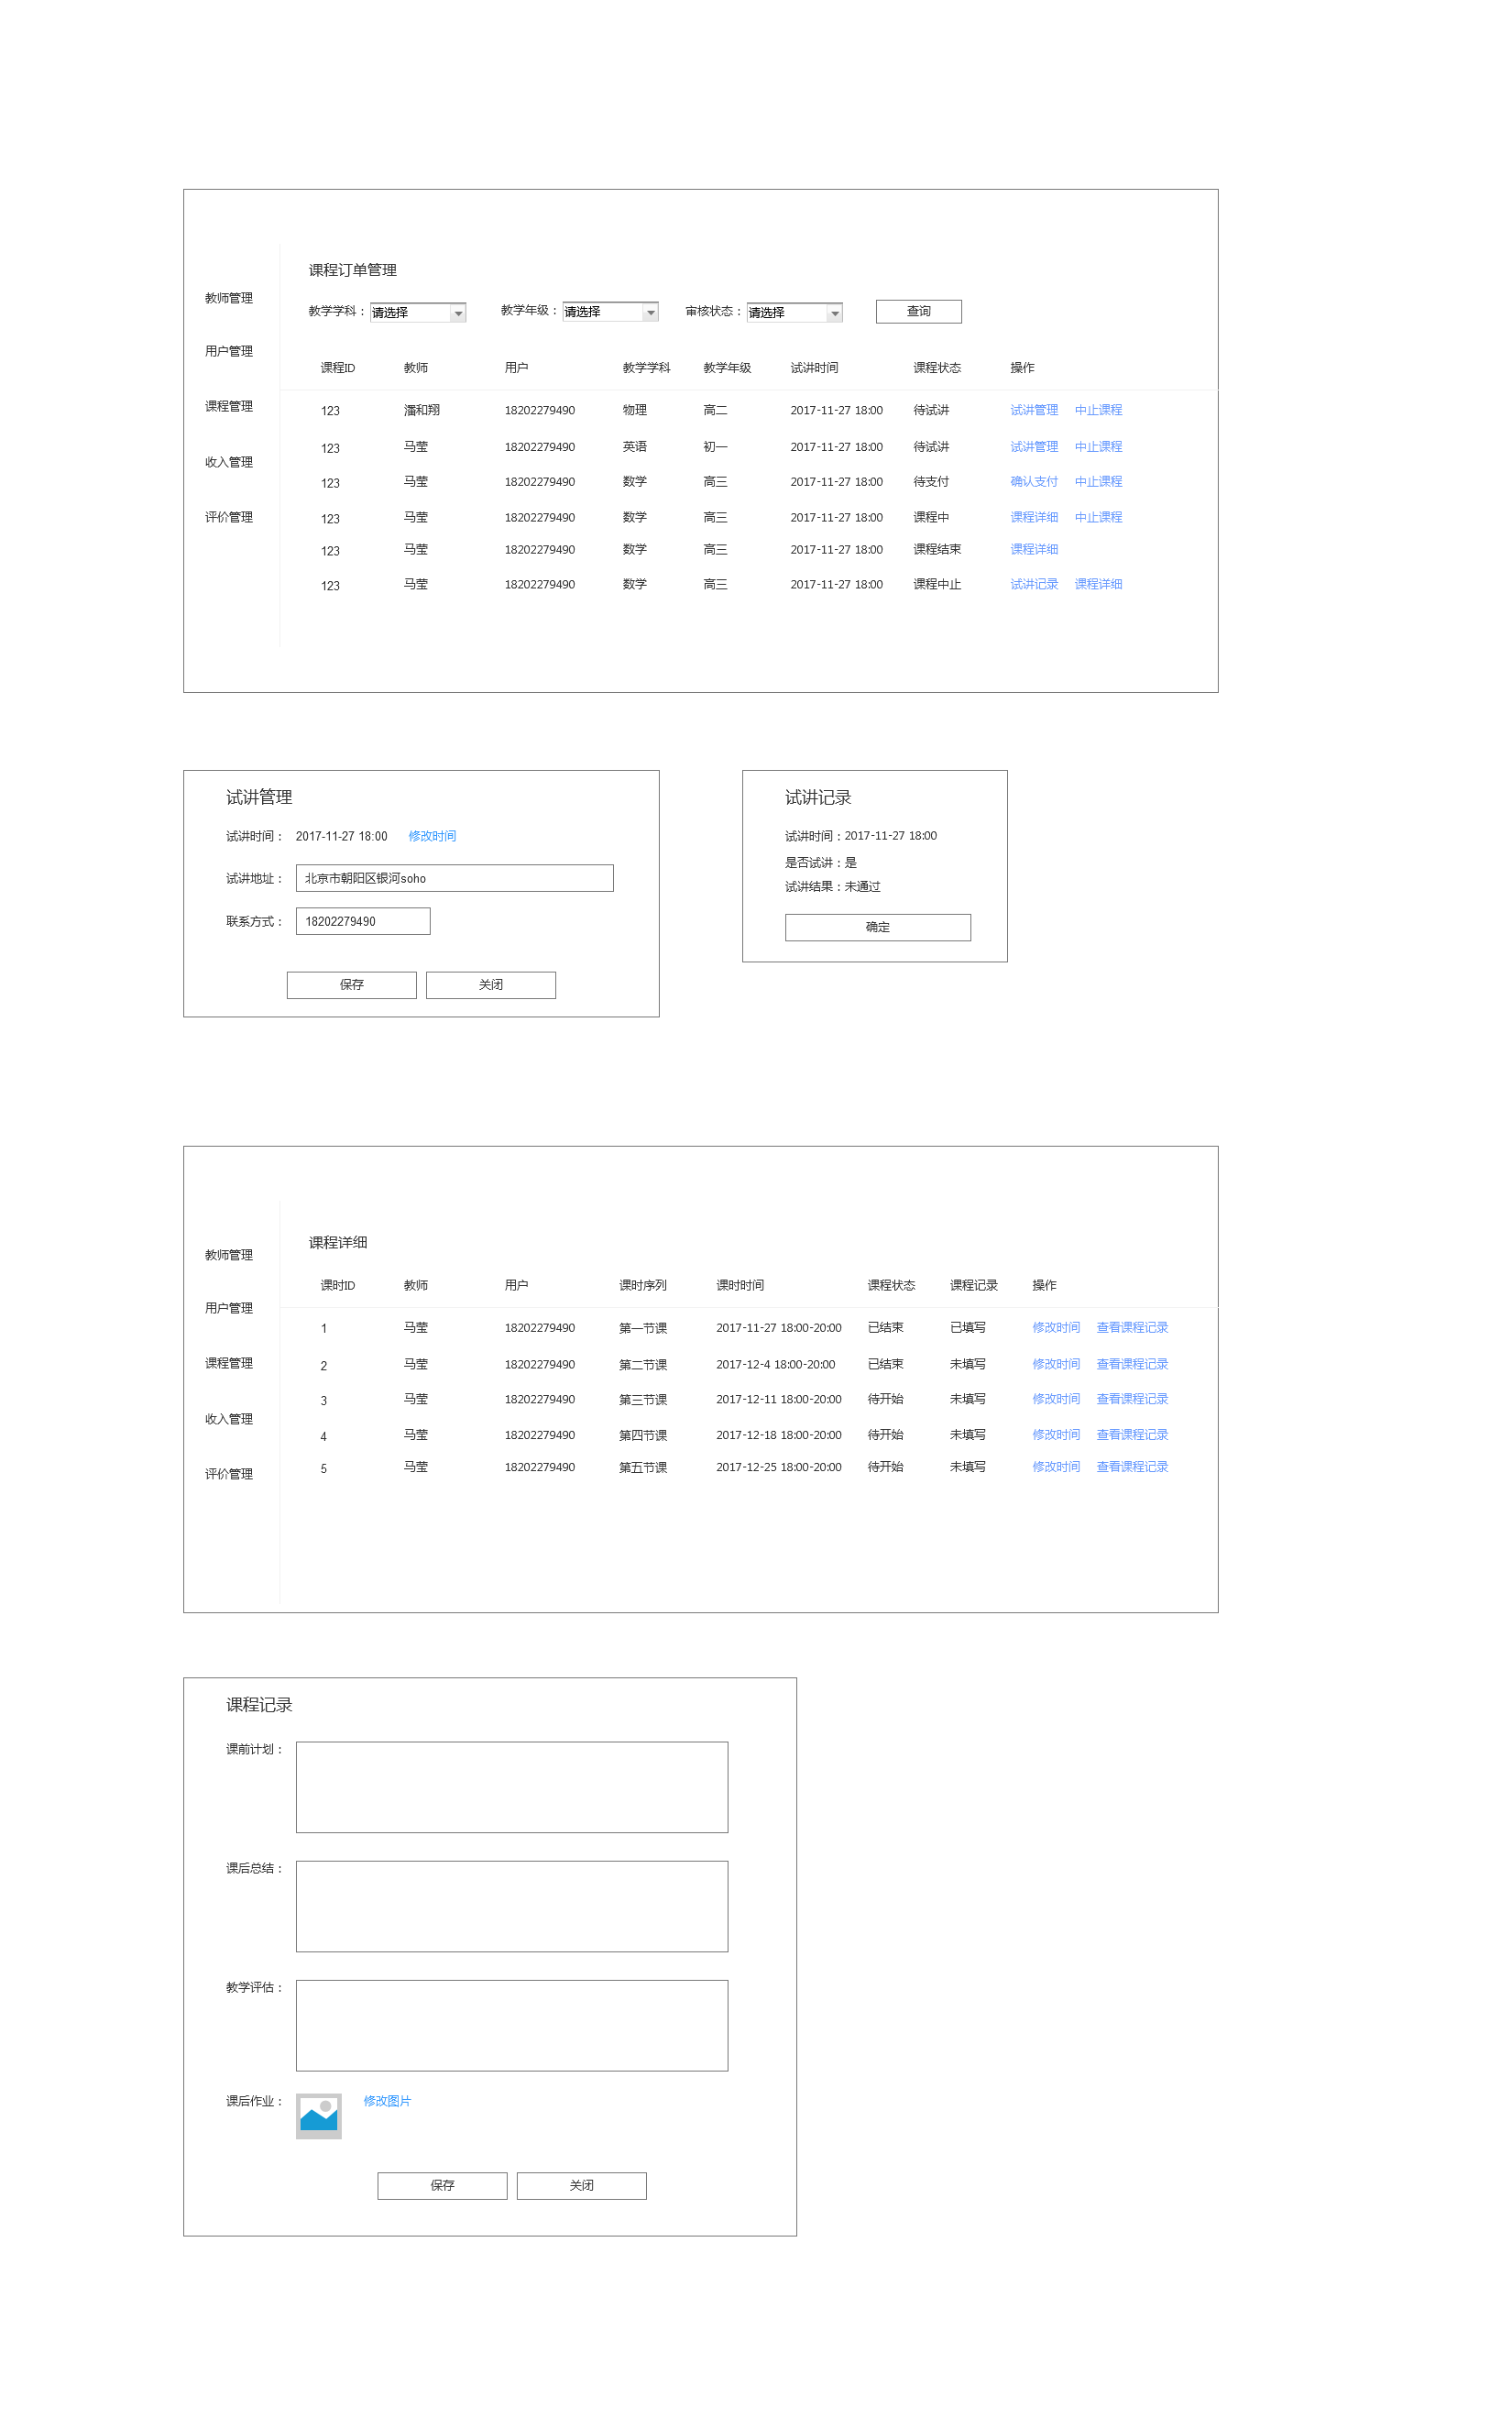 课程订单管理
教师管理
教学学科： 请选择 教学年级： 请选择 审核状态： 请选择 查询
用户管理
课程ID 教师 用户 教学学科 教学年级 试讲时间 课程状态 操作
课程管理
123 潘和翔 18202279490 物理 高二 2017-11-27 18:00 待试讲 试讲管理 中止课程
123 马莹 18202279490 英语 初一 2017-11-27 18:00 待试讲 试讲管理 中止课程
收入管理
123 马莹 18202279490 数学 高三 2017-11-27 18:00 待支付 确认支付 中止课程
评价管理
123 马莹 18202279490 数学 高三 2017-11-27 18:00 课程中 课程详细 中止课程
123 马莹 18202279490 数学 高三 2017-11-27 18:00 课程结束 课程详细
123 马莹 18202279490 数学 高三 2017-11-27 18:00 课程中止 试讲记录 课程详细
试讲管理
试讲时间： 2017-11-27 18:00 修改时间
试讲地址： 北京市朝阳区银河soho
联系方式： 18202279490
保存 关闭
试讲记录
试讲时间：2017-11-27 18:00
是否试讲：是
试讲结果：未通过
确定
课程详细
教师管理
课时ID 教师 用户 课时序列 课时时间 课程状态 课程记录 操作
用户管理
1 马莹 18202279490 第一节课 2017-11-27 18:00-20:00 已结束 已填写 修改时间 查看课程记录
课程管理
2 马莹 18202279490 第二节课 2017-12-4 18:00-20:00 已结束 未填写 修改时间 查看课程记录
3 马莹 18202279490 第三节课 2017-12-11 18:00-20:00 待开始 未填写 修改时间 查看课程记录
收入管理
4 马莹 18202279490 第四节课 2017-12-18 18:00-20:00 待开始 未填写 修改时间 查看课程记录
5 马莹 18202279490 第五节课 2017-12-25 18:00-20:00 待开始 未填写 修改时间 查看课程记录
评价管理
课程记录
课前计划：
课后总结：
教学评估：
课后作业： 修改图片
保存 关闭